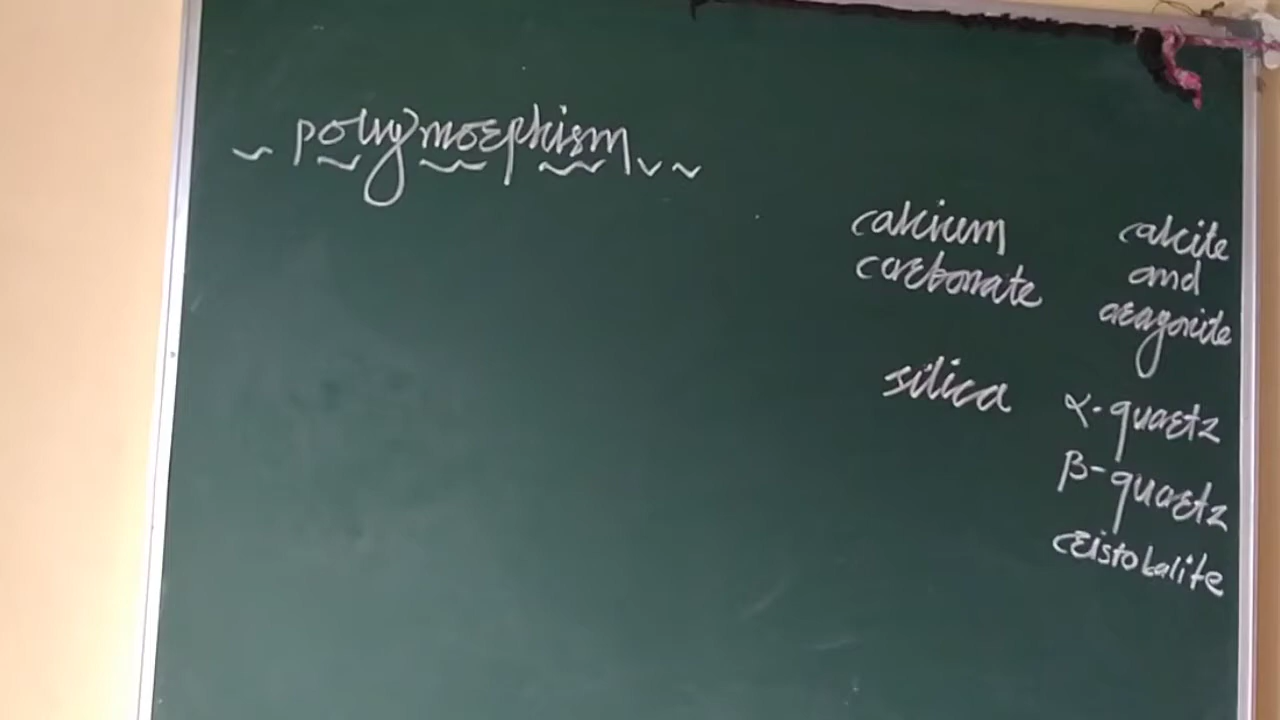 polymorphism
calcium
carbonate
calcite
and
aragonite
silica
α-quartz
β-quartz
cristobalite